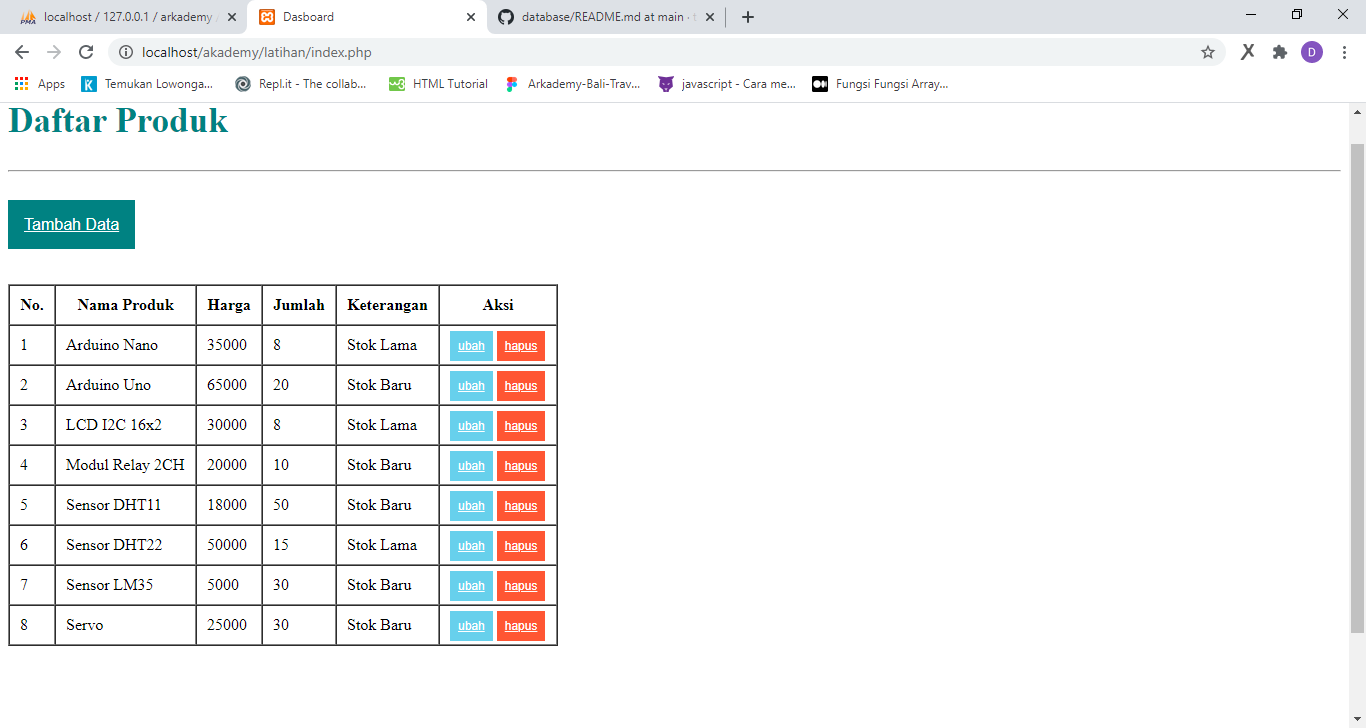 localhost / 127.0.0.1 / arkademy
Dasboard
database/README.md at main ·
localhost/akademy/latihan/index.php
D
Apps
Temukan Lowonga...
Repl.it - The collab...
HTML Tutorial
Arkademy-Bali-Trav...
javascript - Cara me...
Fungsi Fungsi Array...
Daftar Produk
Tambah Data
No. Nama Produk Harga Jumlah Keterangan Aksi
1 Arduino Nano 35000 8 Stok Lama ubah hapus
2 Arduino Uno 65000 20 Stok Baru ubah hapus
3 LCD I2C 16x2 30000 8 Stok Lama ubah hapus
4 Modul Relay 2CH 20000 10 Stok Baru ubah hapus
5 Sensor DHT11 18000 50 Stok Baru ubah hapus
6 Sensor DHT22 50000 15 Stok Lama ubah hapus
7 Sensor LM35 5000 30 Stok Baru ubah hapus
8 Servo 25000 30 Stok Baru ubah hapus